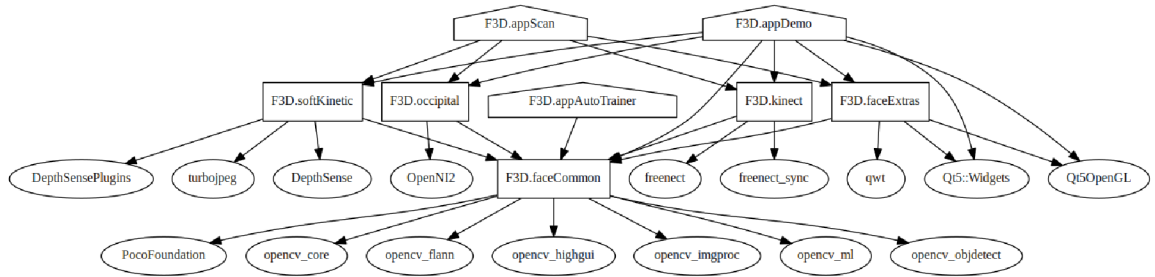 F3D.appScan
F3D.appDemo
F3D.softKinetic
F3D.occipital
F3D.appAutoTrainer
F3D.kinect
F3D.faceExtras
DepthSensePlugins
turbojpeg
DepthSense
OpenNI2
F3D.faceCommon
freenect
freenect_sync
qwt
Qt5::Widgets
Qt5OpenGL
PocoFoundation
opencv_core
opencv_flann
opencv_highgui
opencv_imgproc
opencv_ml
opencv_objdetect